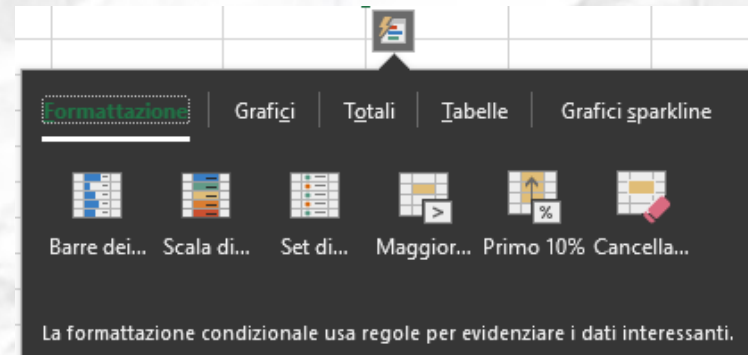 Formattazione Grafici Totali Tabelle Grafici sparkline
Barre dei... Scala di... Set di... Maggior... Primo 10% Cancella...
La formattazione condizionale usa regole per evidenziare i dati interessanti.